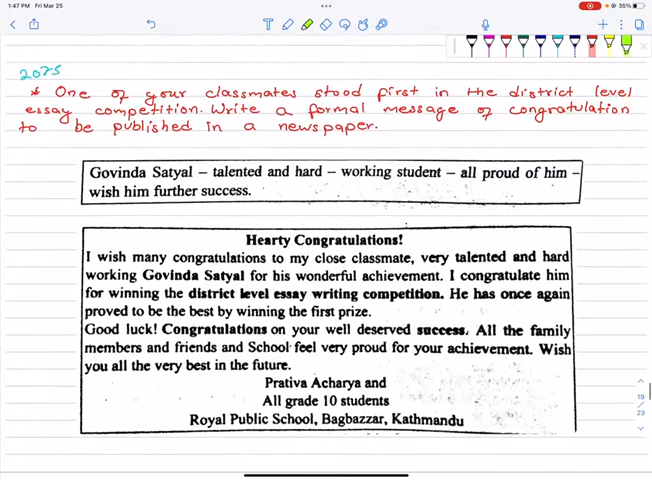 1:47 PM Fri Mar 25
35%
2075
* One of your classmates stood first in the district level
essay competition. Write a formal message of congratulation
to be published in a newspaper.
Govinda Satyal – talented and hard – working student – all proud of him –
wish him further success.
Hearty Congratulations!
I wish many congratulations to my close classmate, very talented and hard
working Govinda Satyal for his wonderful achievement. I congratulate him
for winning the district level essay writing competition. He has once again
proved to be the best by winning the first prize.
Good luck! Congratulations on your well deserved success. All the family
members and friends and School feel very proud for your achievement. Wish
you all the very best in the future.
Prativa Acharya and
All grade 10 students
Royal Public School, Bagbazzar, Kathmandu
19
23